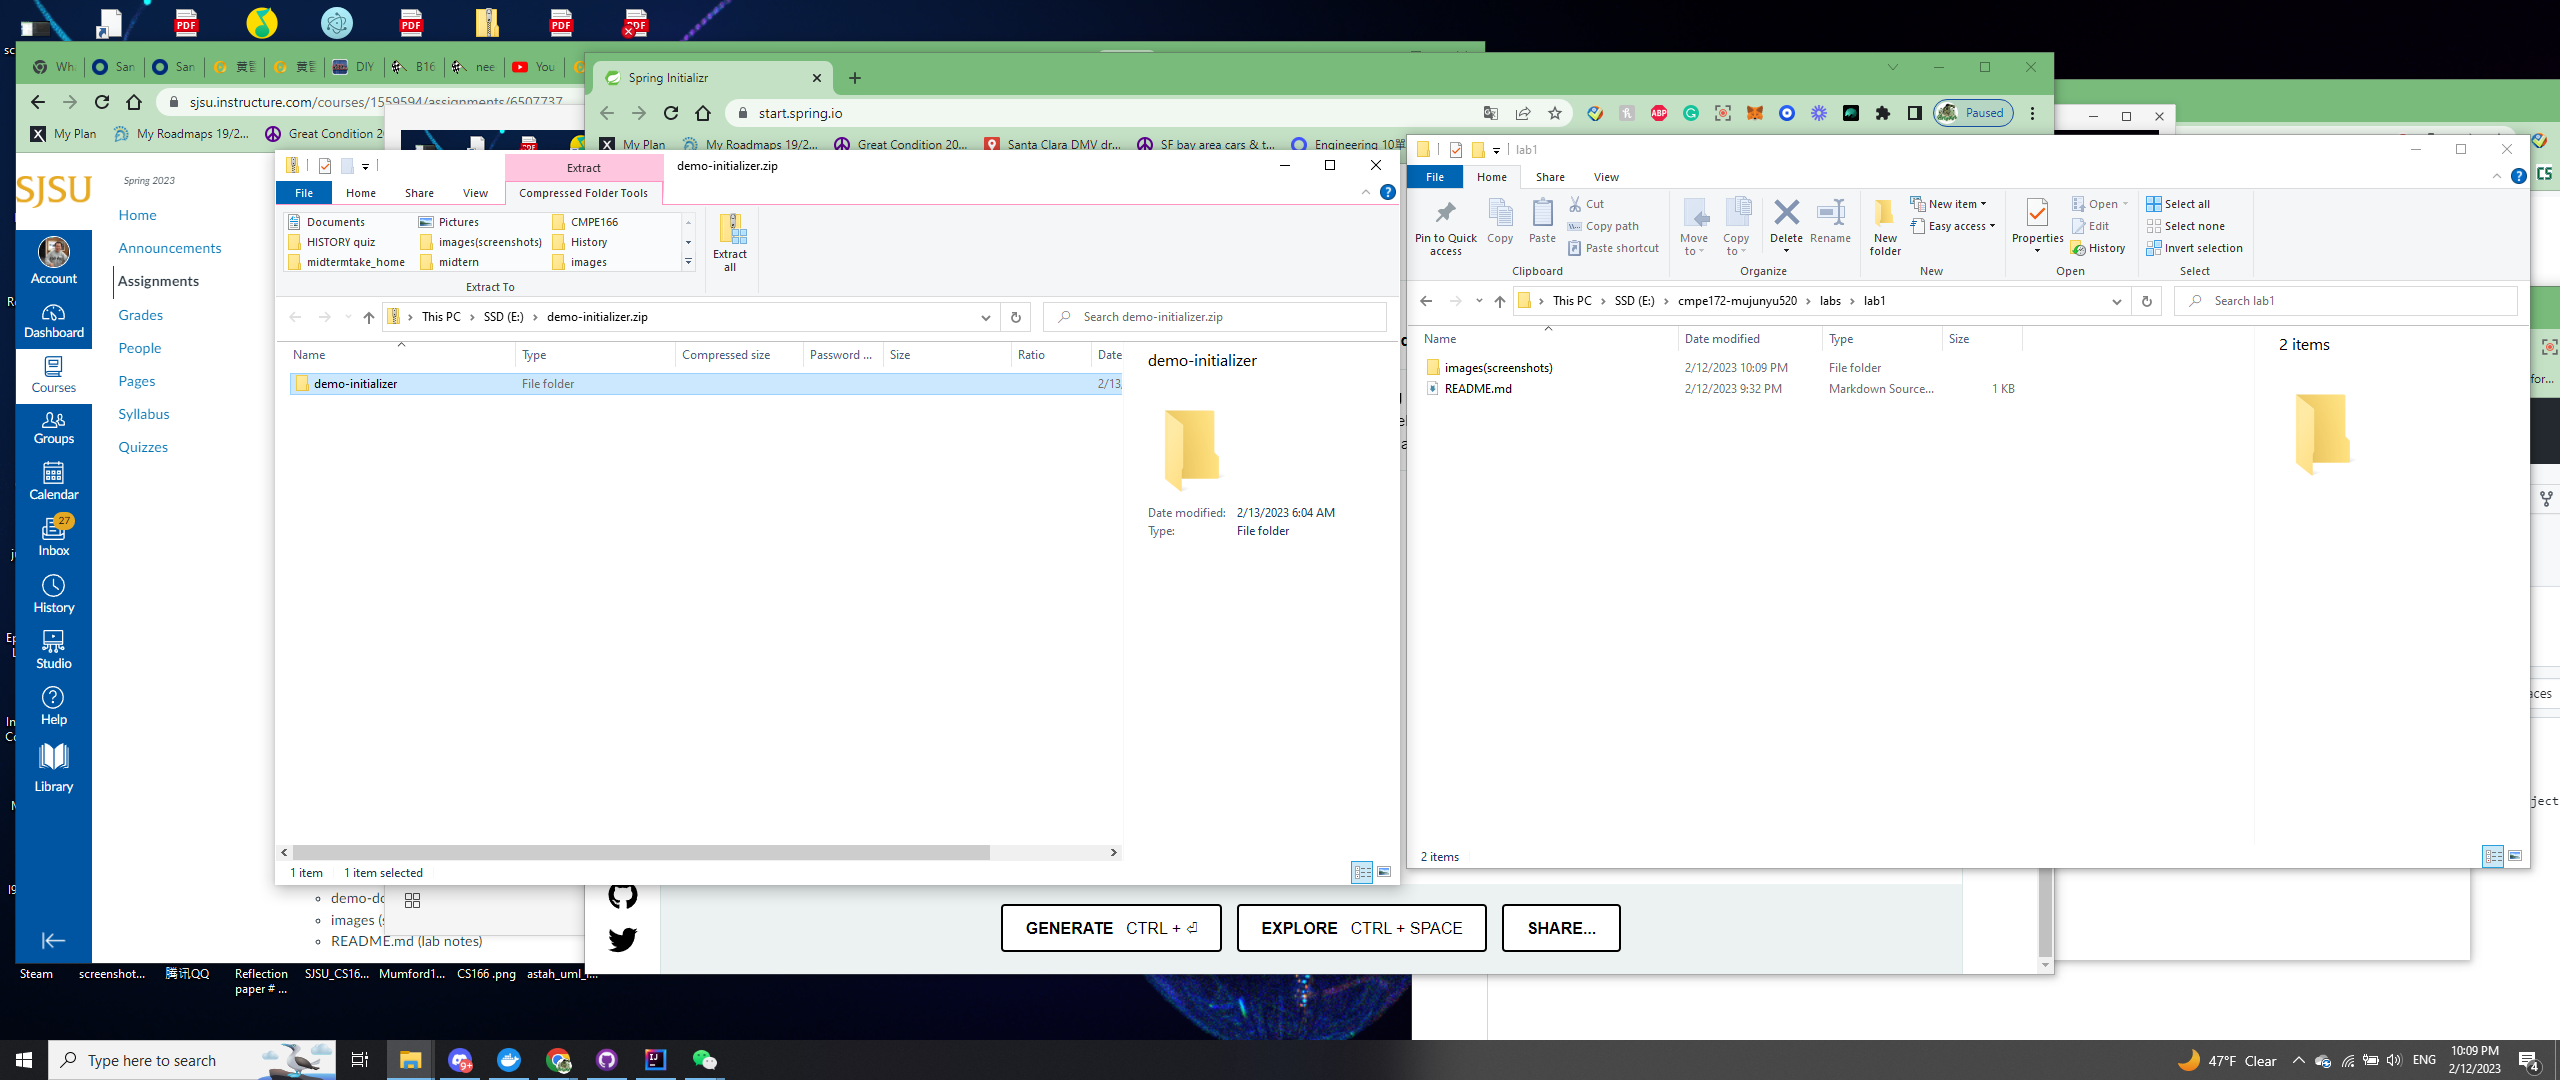 Wh
San
San
黄
黄
DIY
B16
nee
You
sjsu.instructure.com/courses/1559594/assignments/6507737
My Plan
My Roadmaps 19/2...
Great Condition 2
Spring Initializr
start.spring.io
Paused
My Plan
My Roadmaps 19/2...
Great Condition 20...
Santa Clara DMV dr...
SF bay area cars & t...
Engineering 10
SJSU
Account
Dashboard
Courses
Groups
Calendar
27
Inbox
History
Studio
Help
Library
Spring 2023
Home
Announcements
Assignments
Grades
People
Pages
Syllabus
Quizzes
demo-do
images (s
README.md (lab notes)
Extract
demo-initializer.zip
File
Home
Share
View
Compressed Folder Tools
Documents
Pictures
CMPE166
HISTORY quiz
images(screenshots)
History
midtermtake_home
midtern
images
Extract To
Extract all
This PC > SSD (E:) > demo-initializer.zip
Search demo-initializer.zip
Name
Type
Compressed size
Password ...
Size
Ratio
Date
demo-initializer
File folder
2/13,
demo-initializer
Date modified: 2/13/2023 6:04 AM
Type: File folder
1 item
1 item selected
lab1
File
Home
Share
View
Pin to Quick access
Copy
Paste
Cut
Copy path
Paste shortcut
Clipboard
Move to
Copy to
Delete
Rename
Organize
New folder
New item
Easy access
New
Properties
Open
Edit
History
Open
Select all
Select none
Invert selection
Select
This PC > SSD (E:) > cmpe172-mujunyu520 > labs > lab1
Search lab1
Name
Date modified
Type
Size
images(screenshots)
2/12/2023 10:09 PM
File folder
README.md
2/12/2023 9:32 PM
Markdown Source...
1 KB
2 items
2 items
for...
aces
ject
CS
ABP
GENERATE CTRL + ⏎
EXPLORE CTRL + SPACE
SHARE...
Steam
screenshot...
腾讯QQ
Reflection paper # ...
SJSU_CS16...
Mumford1...
CS166 .png
astah_uml_l...
PDF
PDF
PDF
PDF
Type here to search
9+
47°F Clear
ENG
10:09 PM
2/12/2023
4